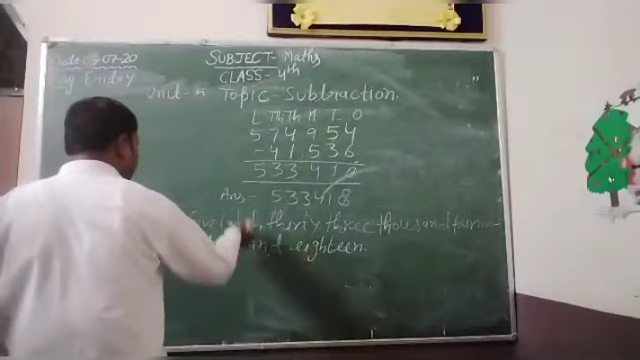 SUBJECT- Maths
Date: 3-07-20
CLASS- 4th
Day Friday
Unit- Topic- Subtraction.
L TTh Th H T O
5 7 4 9 5 4
- 4 1 5 3 6
5 3 3 4 1 8
Ans- 533418
thirty three thousand four
and eighteen.